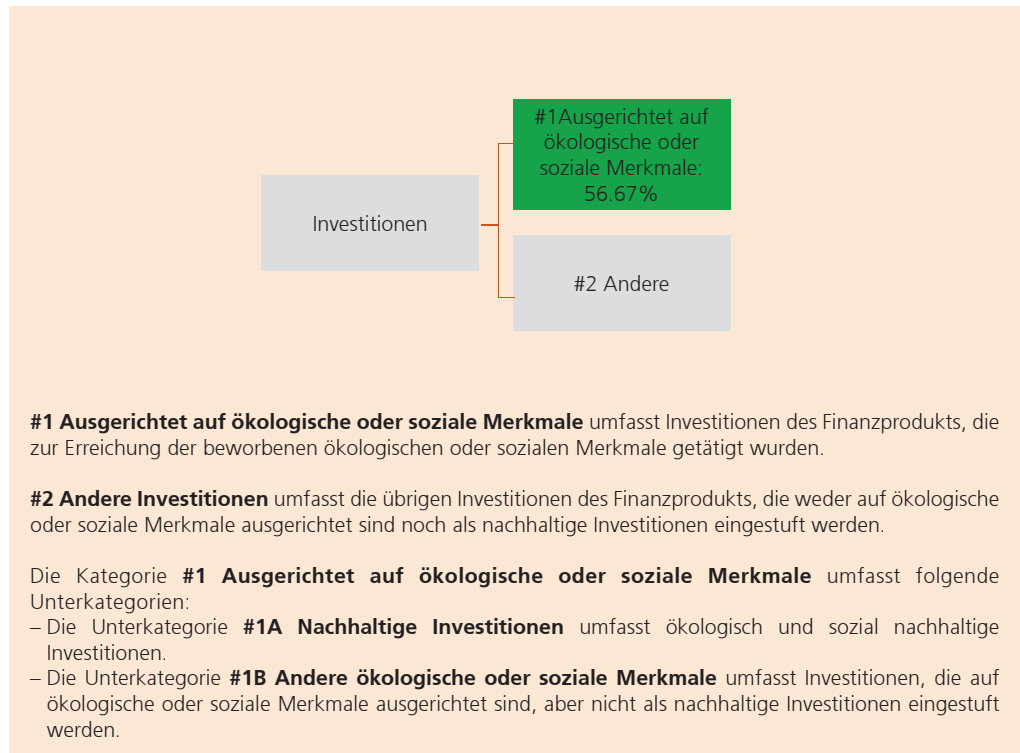 #1Ausgerichtet auf
ökologische oder
soziale Merkmale:
56.67%
Investitionen
#2 Andere
#1 Ausgerichtet auf ökologische oder soziale Merkmale umfasst Investitionen des Finanzprodukts, die
zur Erreichung der beworbenen ökologischen oder sozialen Merkmale getätigt wurden.
#2 Andere Investitionen umfasst die übrigen Investitionen des Finanzprodukts, die weder auf ökologische
oder soziale Merkmale ausgerichtet sind noch als nachhaltige Investitionen eingestuft werden.
Die Kategorie #1 Ausgerichtet auf ökologische oder soziale Merkmale umfasst folgende
Unterkategorien:
– Die Unterkategorie #1A Nachhaltige Investitionen umfasst ökologisch und sozial nachhaltige
Investitionen.
– Die Unterkategorie #1B Andere ökologische oder soziale Merkmale umfasst Investitionen, die auf
ökologische oder soziale Merkmale ausgerichtet sind, aber nicht als nachhaltige Investitionen eingestuft
werden.